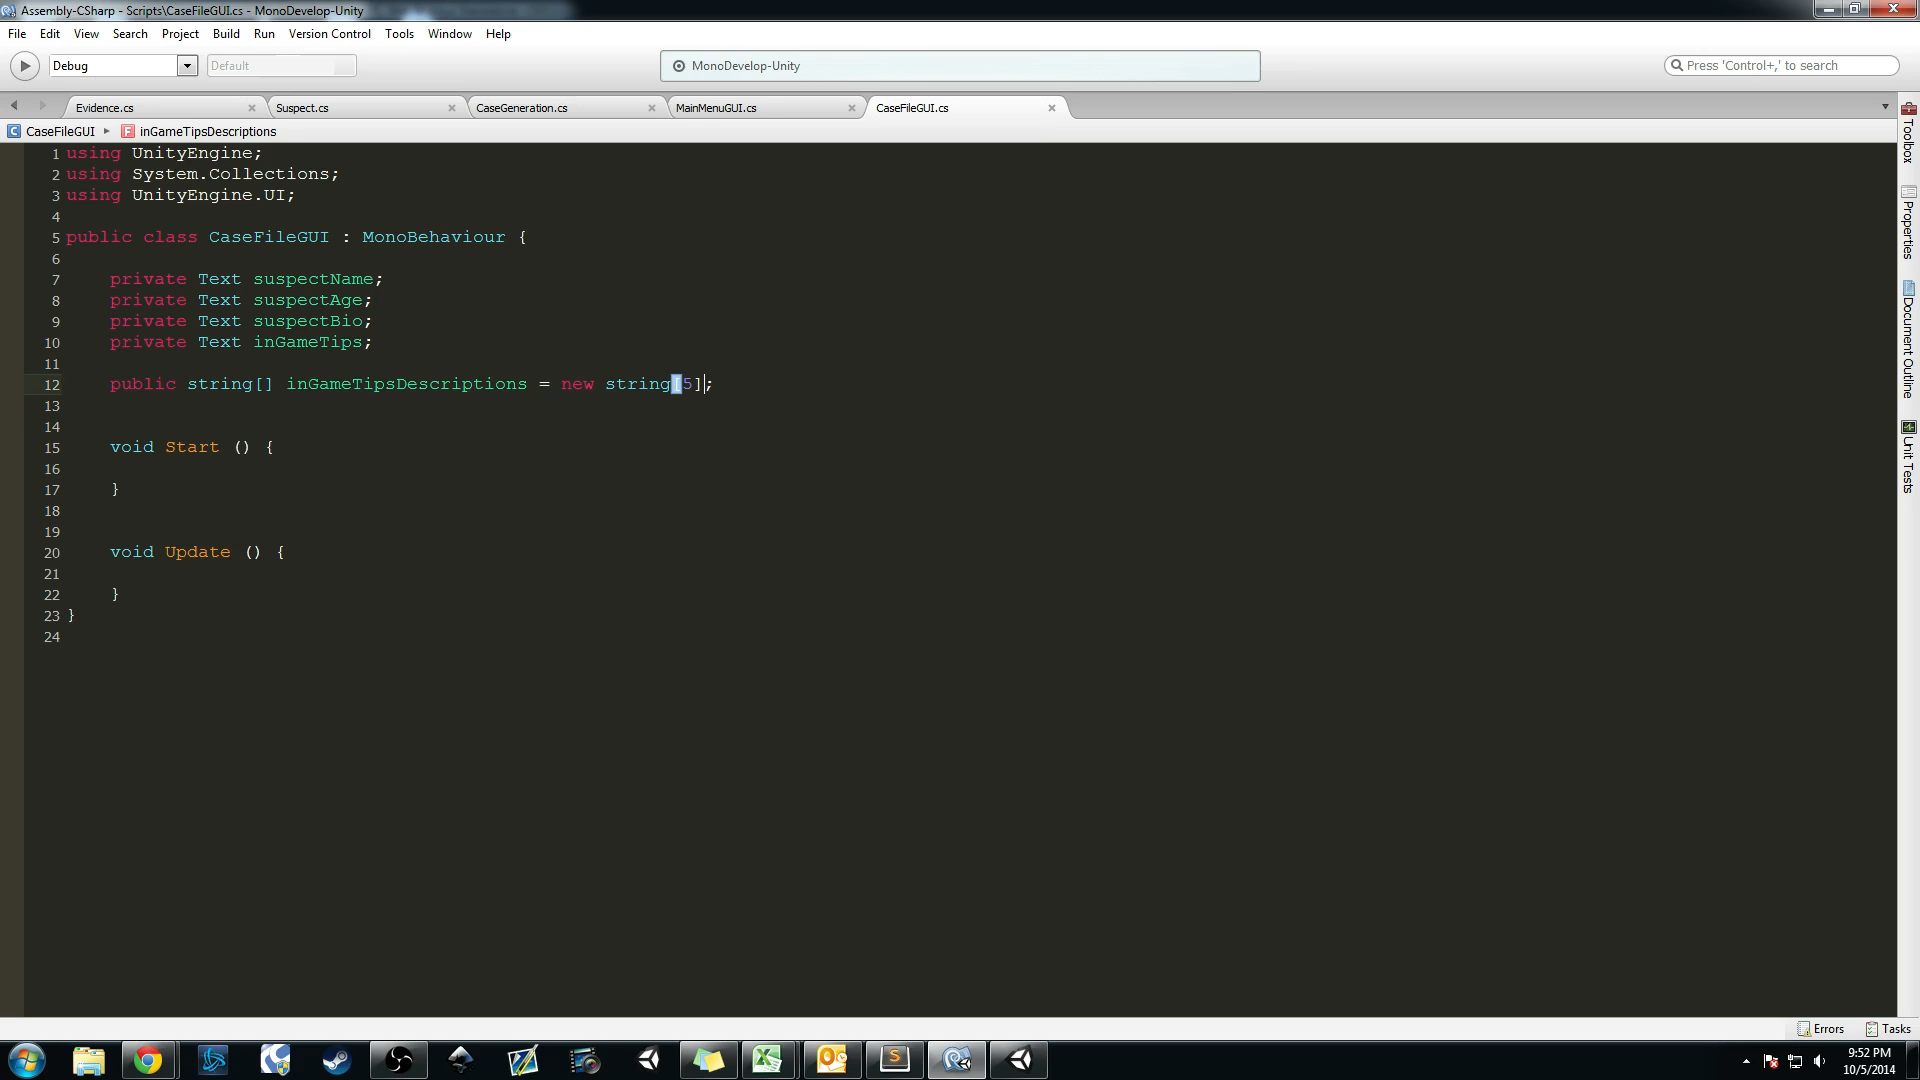 Assembly-CSharp - Scripts\CaseFileGUI.cs - MonoDevelop-Unity
File Edit View Search Project Build Run Version Control Tools Window Help
Debug Default MonoDevelop-Unity Press 'Control+,' to search
Evidence.cs Suspect.cs CaseGeneration.cs MainMenuGUI.cs CaseFileGUI.cs
CaseFileGUI inGameTipsDescriptions
1 using UnityEngine;
2 using System.Collections;
3 using UnityEngine.UI;
4
5 public class CaseFileGUI : MonoBehaviour {
6
7 private Text suspectName;
8 private Text suspectAge;
9 private Text suspectBio;
10 private Text inGameTips;
11
12 public string[] inGameTipsDescriptions = new string[5];
13
14
15 void Start () {
16
17 }
18
19
20 void Update () {
21
22 }
23 }
24
Toolbox
Properties
Document Outline
Unit Tests
Errors Tasks
9:52 PM
10/5/2014